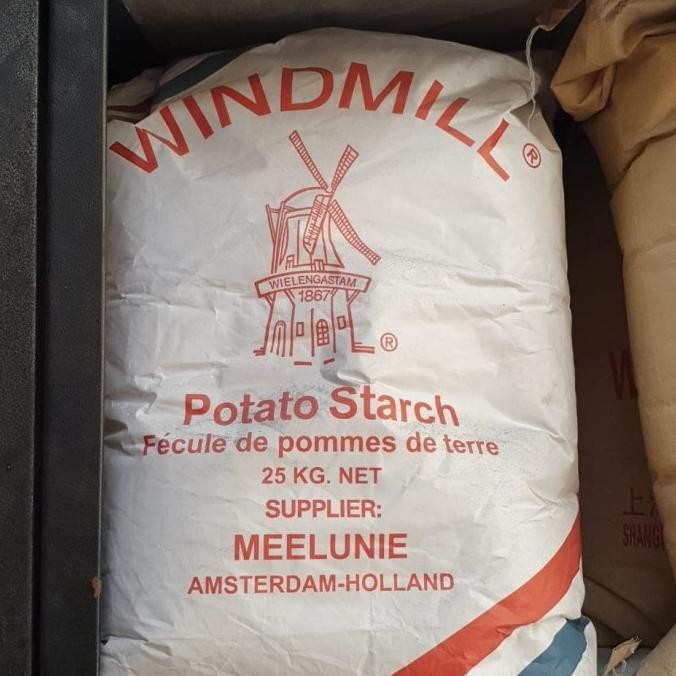 WINDMILL®
WIELENGASTAM
1867
®
Potato Starch
Fécule de pommes de terre
25 KG. NET
SUPPLIER:
MEELUNIE
AMSTERDAM-HOLLAND